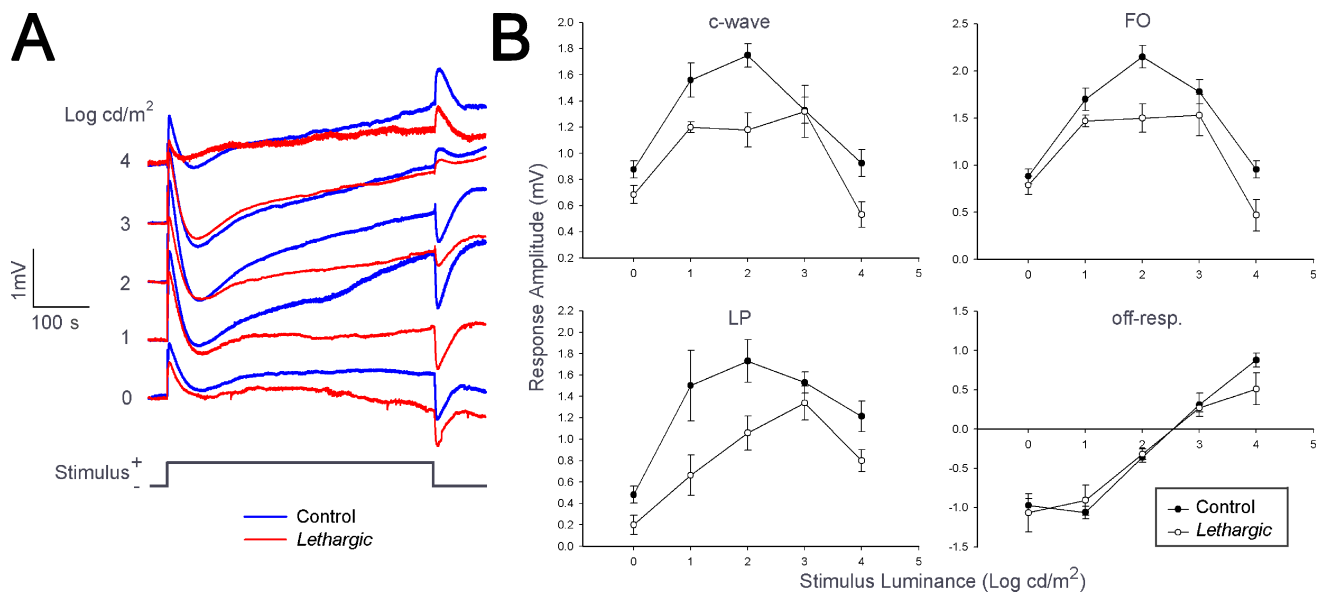 A
Log cd/m2
4
3
2
1
0
1mV
100 s
Stimulus + -
Control
Lethargic
B
Response Amplitude (mV)
c-wave
2.0
1.8
1.6
1.4
1.2
1.0
0.8
0.6
0.4
0.2
0 1 2 3 4 5
FO
2.5
2.0
1.5
1.0
0.5
0.0
0 1 2 3 4 5
LP
2.2
2.0
1.8
1.6
1.4
1.2
1.0
0.8
0.6
0.4
0.2
0.0
0 1 2 3 4 5
off-resp.
1.0
0.5
0.0
-0.5
-1.0
-1.5
0 1 2 3 4 5
Control
Lethargic
Stimulus Luminance (Log cd/m2)